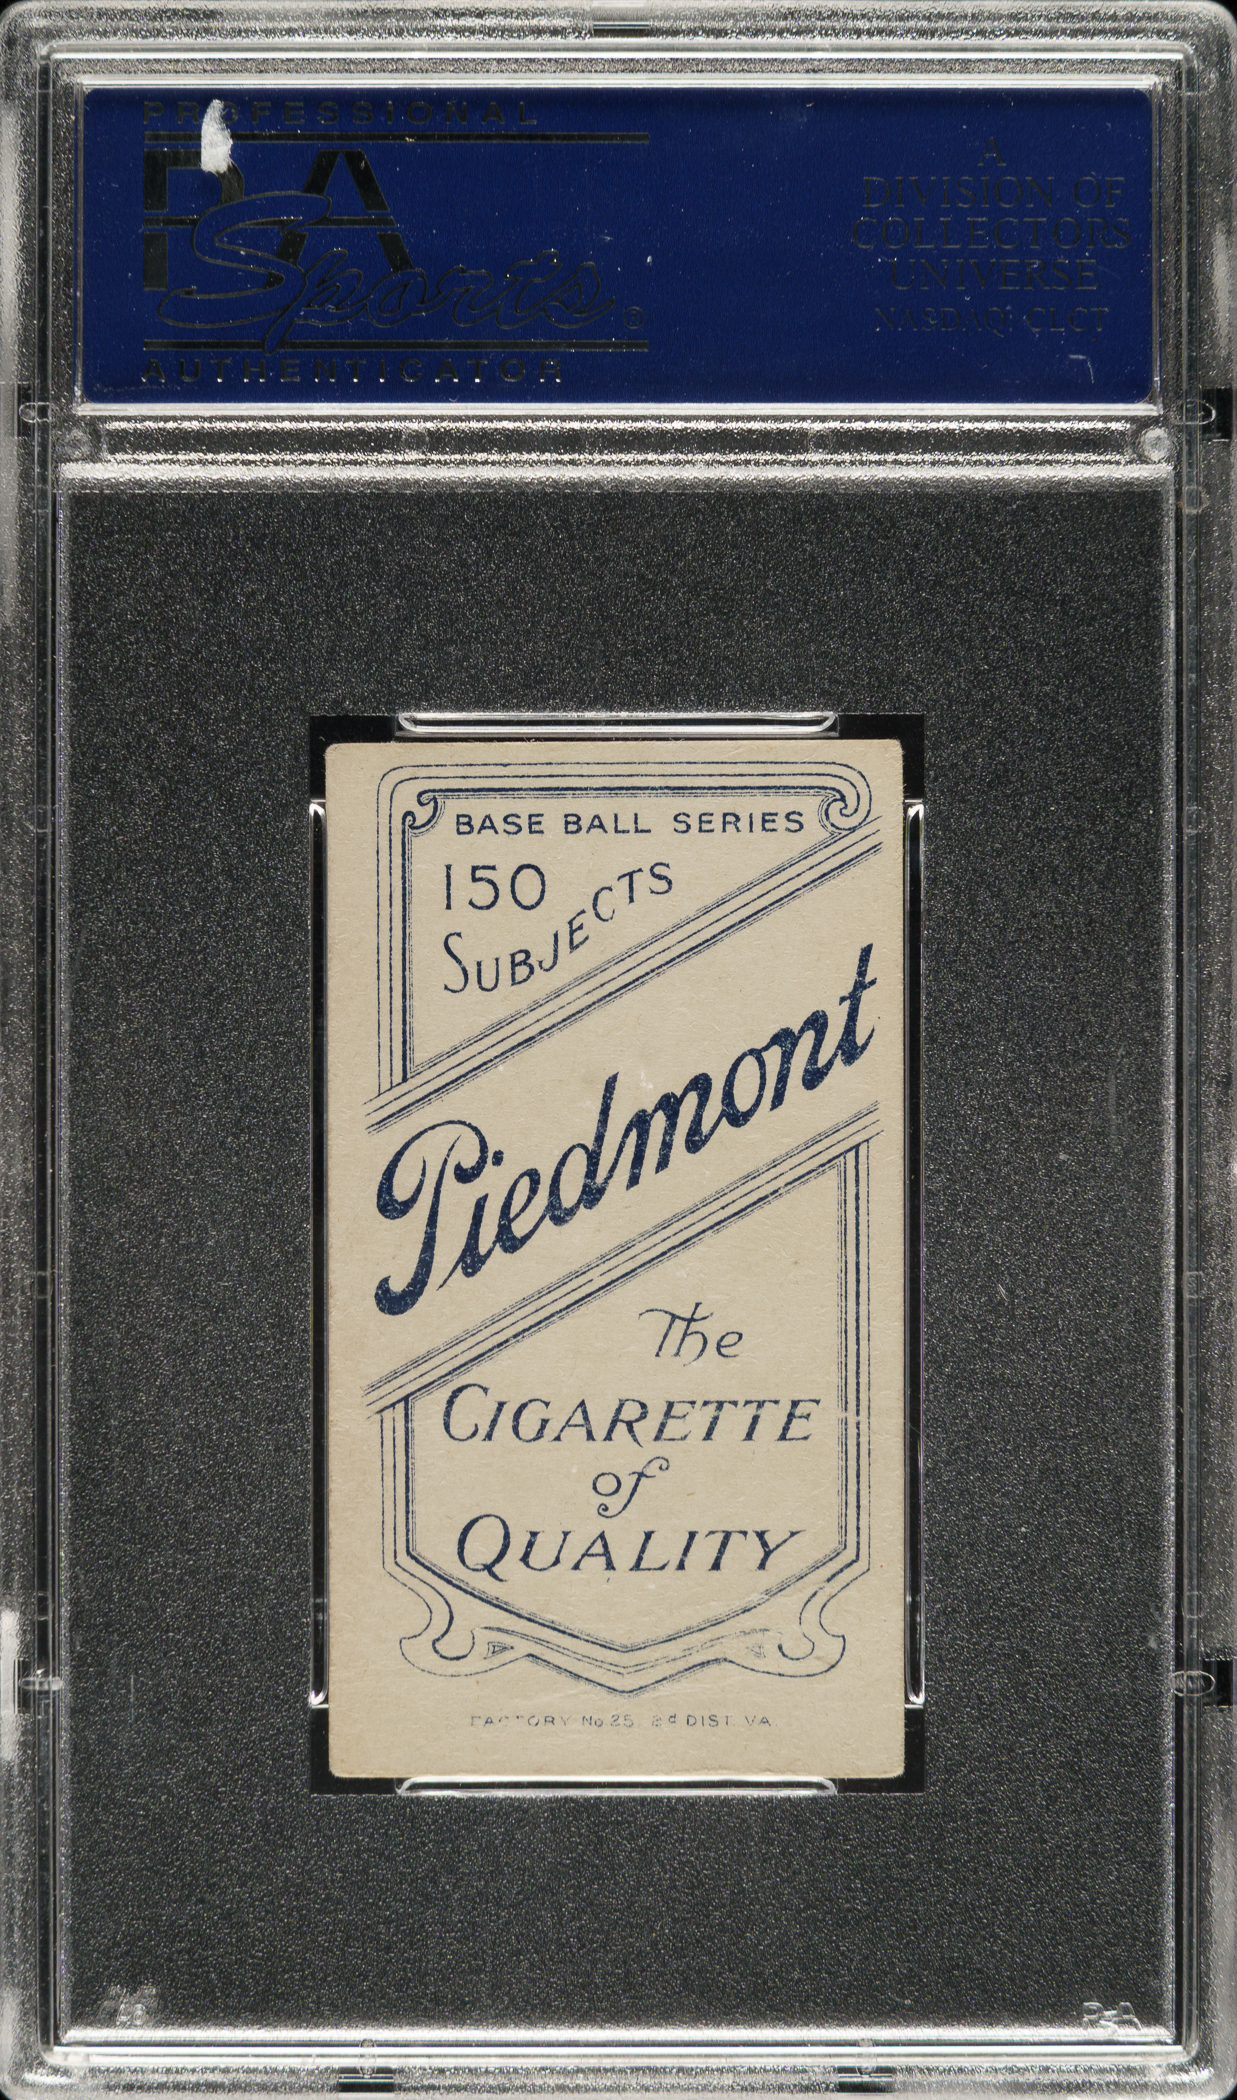 PROFESSIONAL
PSA
Sports®
AUTHENTICATOR
A
DIVISION OF
COLLECTORS
UNIVERSE
NASDAQ: CLCT
BASE BALL SERIES
150
SUBJECTS
Piedmont
The
CIGARETTE
of
QUALITY
FACTORY No 25 2d DIST. VA
PSA